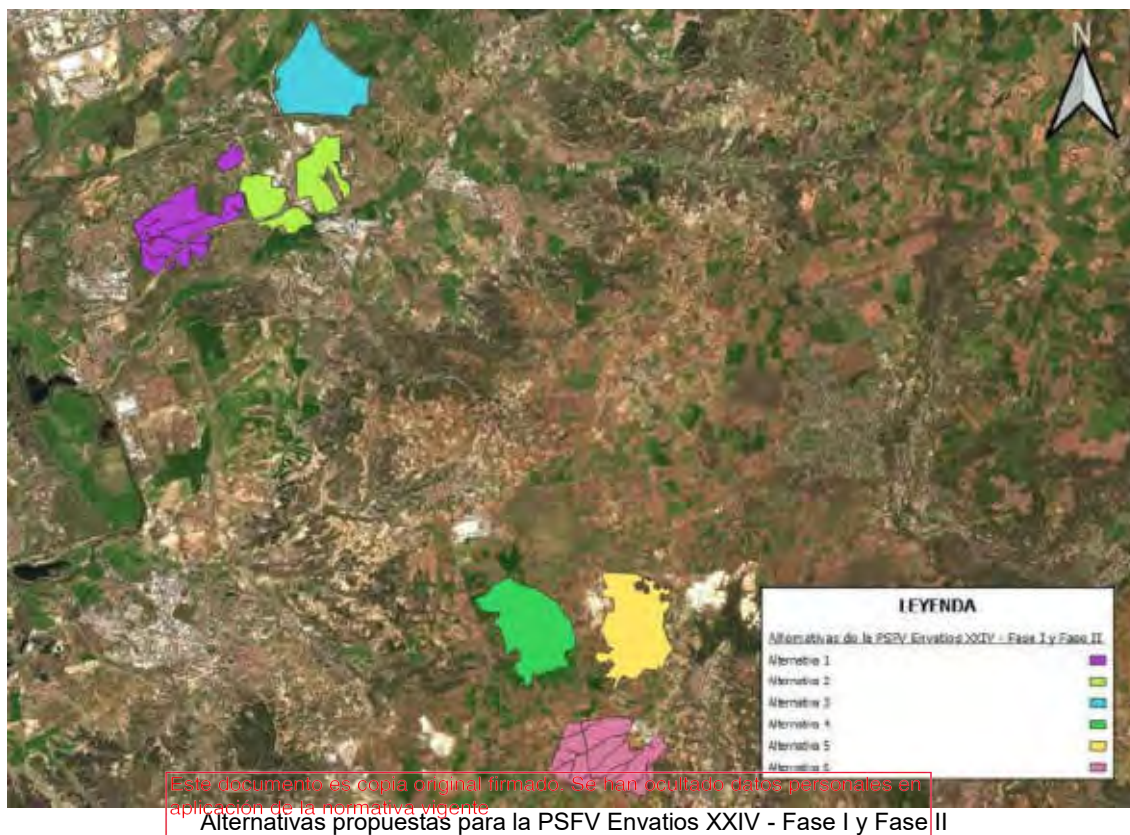 N
LEYENDA
Alternativas de la PSFV Envatios XXIV - Fase I y Fase II
Alternativa 1
Alternativa 2
Alternativa 3
Alternativa 4
Alternativa 5
Alternativa 6
Este documento es copia original firmado. Se han ocultado datos personales en
aplicación de la normativa vigente
Alternativas propuestas para la PSFV Envatios XXIV - Fase I y Fase II